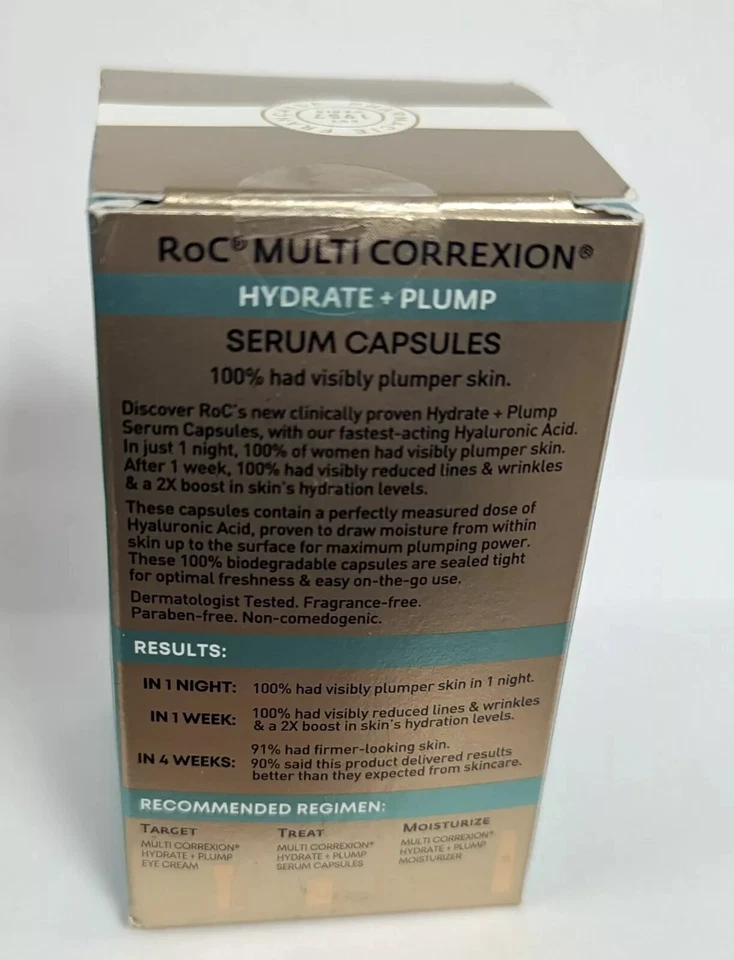 RoC® MULTI CORREXION®
HYDRATE + PLUMP
SERUM CAPSULES
100% had visibly plumper skin.
Discover RoC's new clinically proven Hydrate + Plump
Serum Capsules, with our fastest-acting Hyaluronic Acid.
In just 1 night, 100% of women had visibly plumper skin.
After 1 week, 100% had visibly reduced lines & wrinkles
& a 2X boost in skin's hydration levels.
These capsules contain a perfectly measured dose of
Hyaluronic Acid, proven to draw moisture from within
skin up to the surface for maximum plumping power.
These 100% biodegradable capsules are sealed tight
for optimal freshness & easy on-the-go use.
Dermatologist Tested. Fragrance-free.
Paraben-free. Non-comedogenic.
RESULTS:
IN 1 NIGHT: 100% had visibly plumper skin in 1 night.
IN 1 WEEK: 100% had visibly reduced lines & wrinkles
& a 2X boost in skin's hydration levels.
IN 4 WEEKS: 91% had firmer-looking skin.
90% said this product delivered results
better than they expected from skincare.
RECOMMENDED REGIMEN:
TARGET
MULTI CORREXION®
HYDRATE + PLUMP
EYE CREAM
TREAT
MULTI CORREXION®
HYDRATE + PLUMP
SERUM CAPSULES
MOISTURIZE
MULTI CORREXION®
HYDRATE + PLUMP
MOISTURIZER